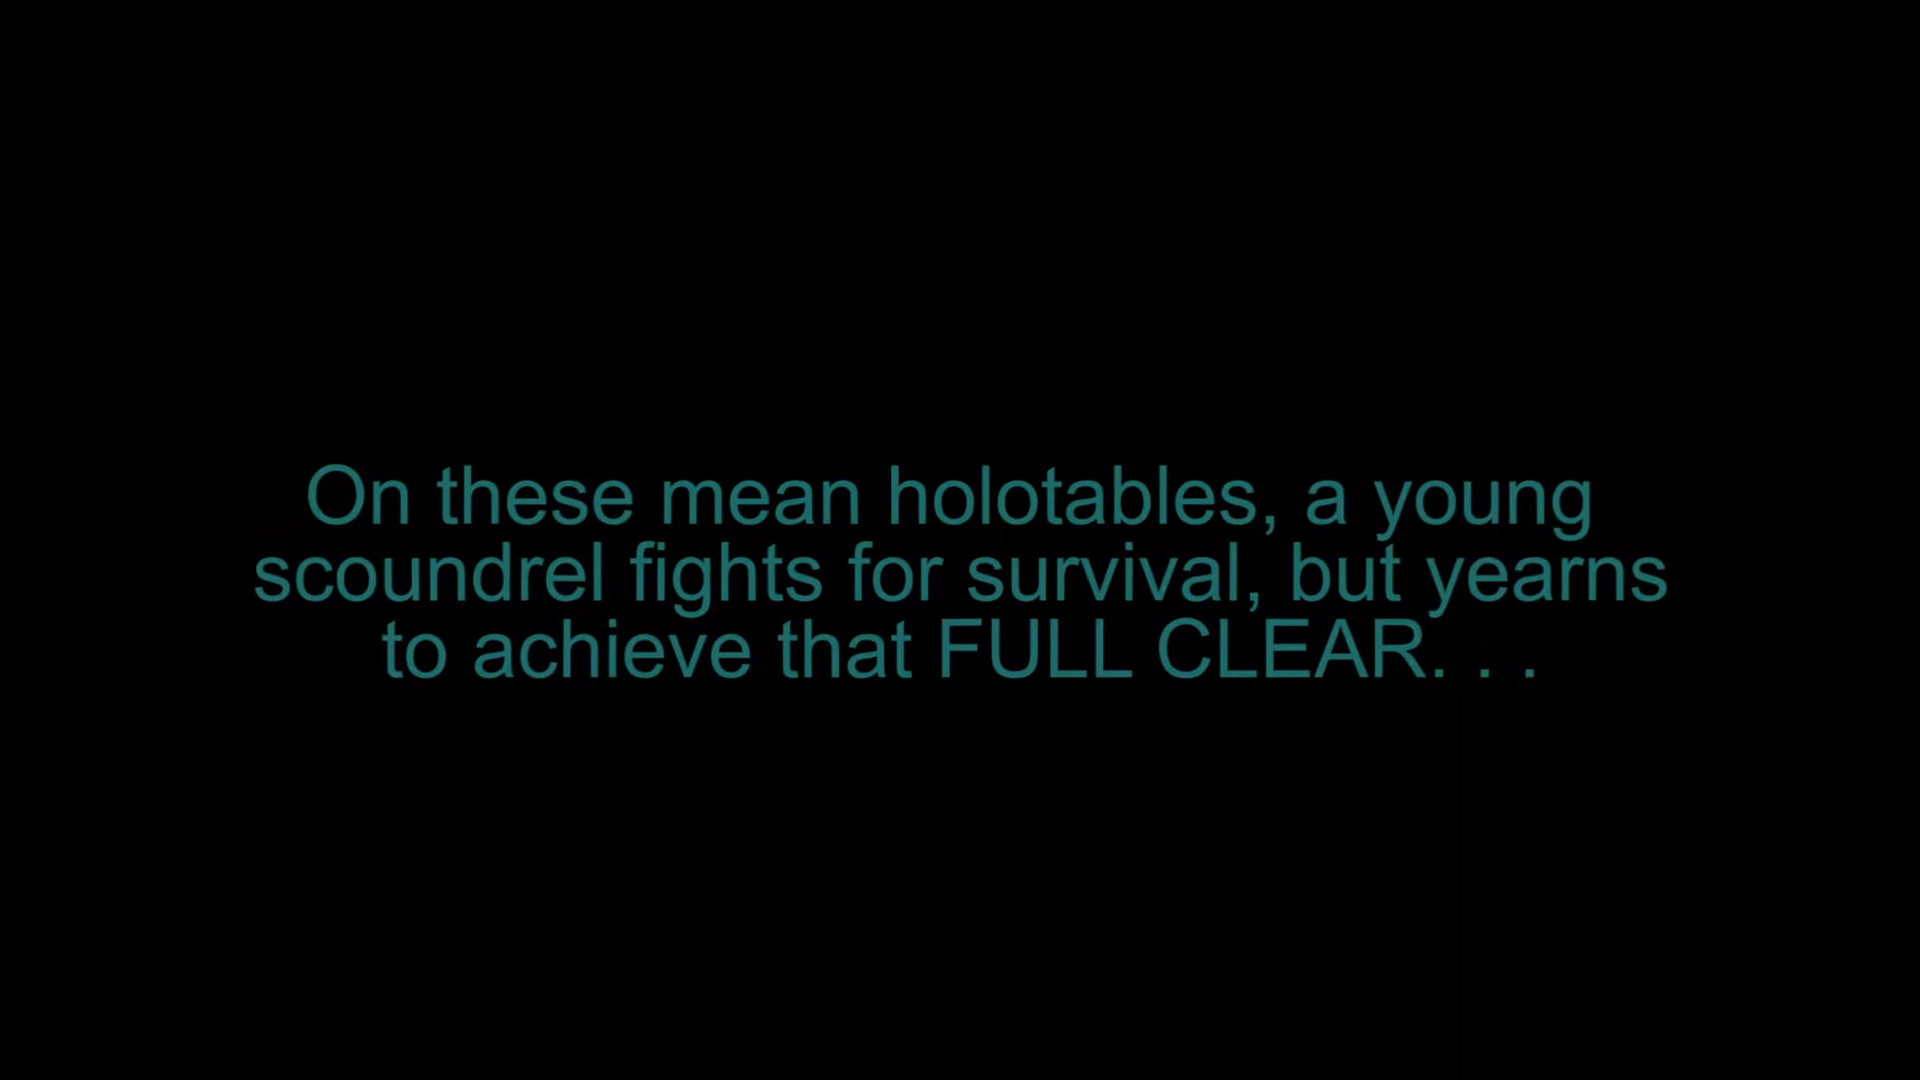 On these mean holotables, a young
scoundrel fights for survival, but yearns
to achieve that FULL CLEAR. . .